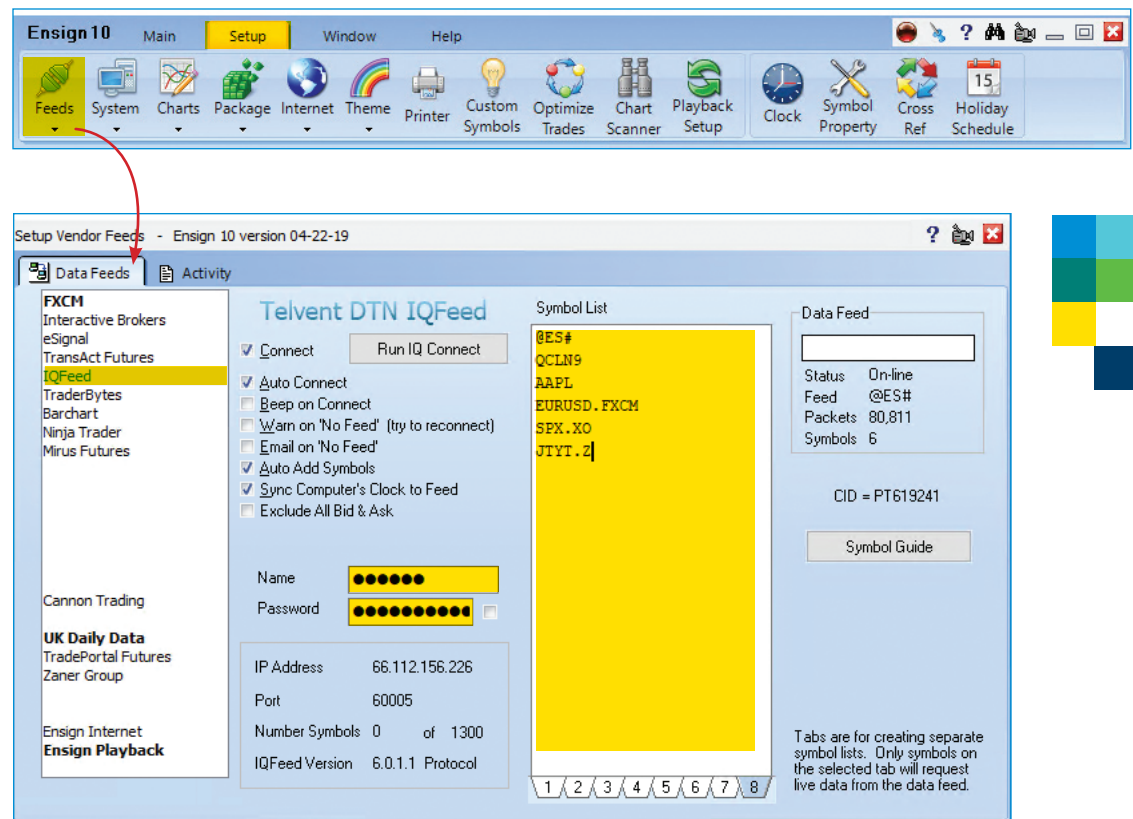 Ensign 10
Main
Setup
Window
Help
?
Feeds
System
Charts
Package
Internet
Theme
Printer
Custom
Symbols
Optimize
Trades
Chart
Scanner
Playback
Setup
Clock
Symbol
Property
Cross
Ref
15
Holiday
Schedule
Setup Vendor Feeds - Ensign 10 version 04-22-19
?
Data Feeds
Activity
FXCM
Interactive Brokers
eSignal
TransAct Futures
IQFeed
TraderBytes
Barchart
Ninja Trader
Mirus Futures
Cannon Trading
UK Daily Data
TradePortal Futures
Zaner Group
Ensign Internet
Ensign Playback
Telvent DTN IQFeed
Connect
Run IQ Connect
Auto Connect
Beep on Connect
Warn on 'No Feed' (try to reconnect)
Email on 'No Feed'
Auto Add Symbols
Sync Computer's Clock to Feed
Exclude All Bid & Ask
Name ●●●●●●
Password ●●●●●●●●●●
IP Address 66.112.156.226
Port 60005
Number Symbols 0 of 1300
IQFeed Version 6.0.1.1 Protocol
Symbol List
@ES#
QCLN9
AAPL
EURUSD.FXCM
SPX.XO
JTYT.Z
1 2 3 4 5 6 7 8
Data Feed
Status On-line
Feed @ES#
Packets 80,811
Symbols 6
CID = PT619241
Symbol Guide
Tabs are for creating separate
symbol lists. Only symbols on
the selected tab will request
live data from the data feed.